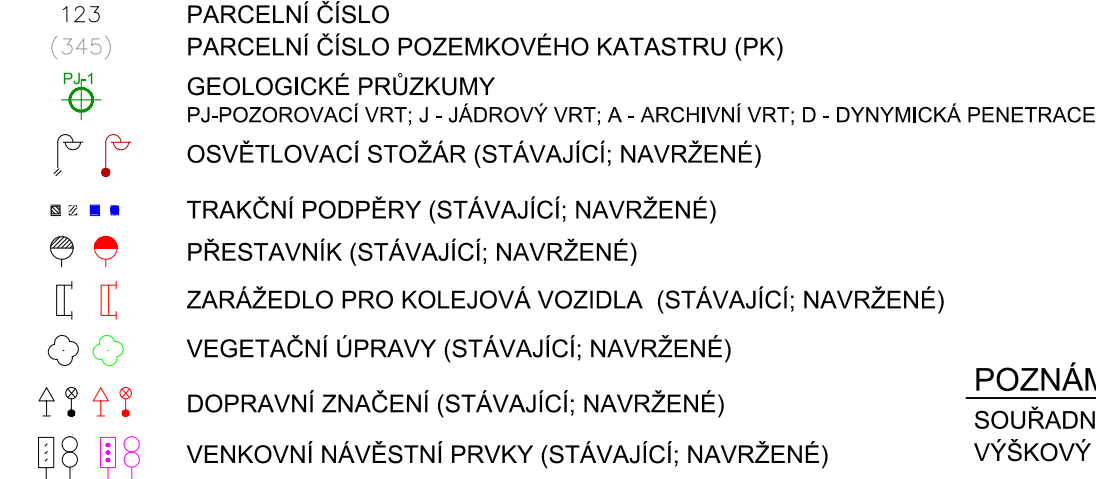 123 PARCELNÍ ČÍSLO
(345) PARCELNÍ ČÍSLO POZEMKOVÉHO KATASTRU (PK)
PJ-1 GEOLOGICKÉ PRŮZKUMY
PJ-POZOROVACÍ VRT; J - JÁDROVÝ VRT; A - ARCHIVNÍ VRT; D - DYNYMICKÁ PENETRACE
OSVĚTLOVACÍ STOŽÁR (STÁVAJÍCÍ; NAVRŽENÉ)
TRAKČNÍ PODPĚRY (STÁVAJÍCÍ; NAVRŽENÉ)
PŘESTAVNÍK (STÁVAJÍCÍ; NAVRŽENÉ)
ZARÁŽEDLO PRO KOLEJOVÁ VOZIDLA (STÁVAJÍCÍ; NAVRŽENÉ)
VEGETAČNÍ ÚPRAVY (STÁVAJÍCÍ; NAVRŽENÉ)
DOPRAVNÍ ZNAČENÍ (STÁVAJÍCÍ; NAVRŽENÉ)
VENKOVNÍ NÁVĚSTNÍ PRVKY (STÁVAJÍCÍ; NAVRŽENÉ)
VÝŠKOVÝ